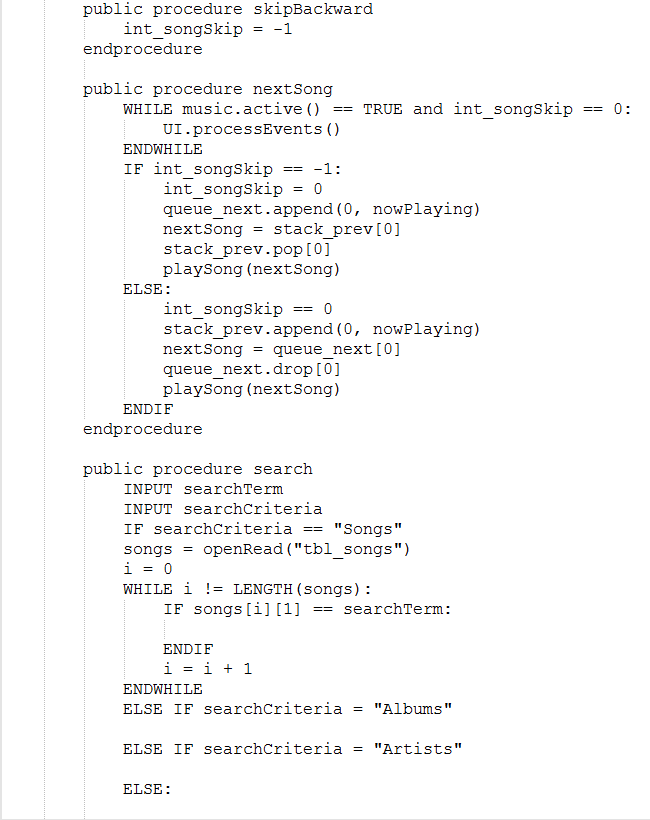 public procedure skipBackward
    int_songSkip = -1
endprocedure

public procedure nextSong
    WHILE music.active() == TRUE and int_songSkip == 0:
        UI.processEvents()
    ENDWHILE
    IF int_songSkip == -1:
        int_songSkip = 0
        queue_next.append(0, nowPlaying)
        nextSong = stack_prev[0]
        stack_prev.pop[0]
        playSong(nextSong)
    ELSE:
        int_songSkip == 0
        stack_prev.append(0, nowPlaying)
        nextSong = queue_next[0]
        queue_next.drop[0]
        playSong(nextSong)
    ENDIF
endprocedure

public procedure search
    INPUT searchTerm
    INPUT searchCriteria
    IF searchCriteria == "Songs"
    songs = openRead("tbl_songs")
    i = 0
    WHILE i != LENGTH(songs):
        IF songs[i][1] == searchTerm:

        ENDIF
        i = i + 1
    ENDWHILE
    ELSE IF searchCriteria = "Albums"

    ELSE IF searchCriteria = "Artists"

    ELSE: